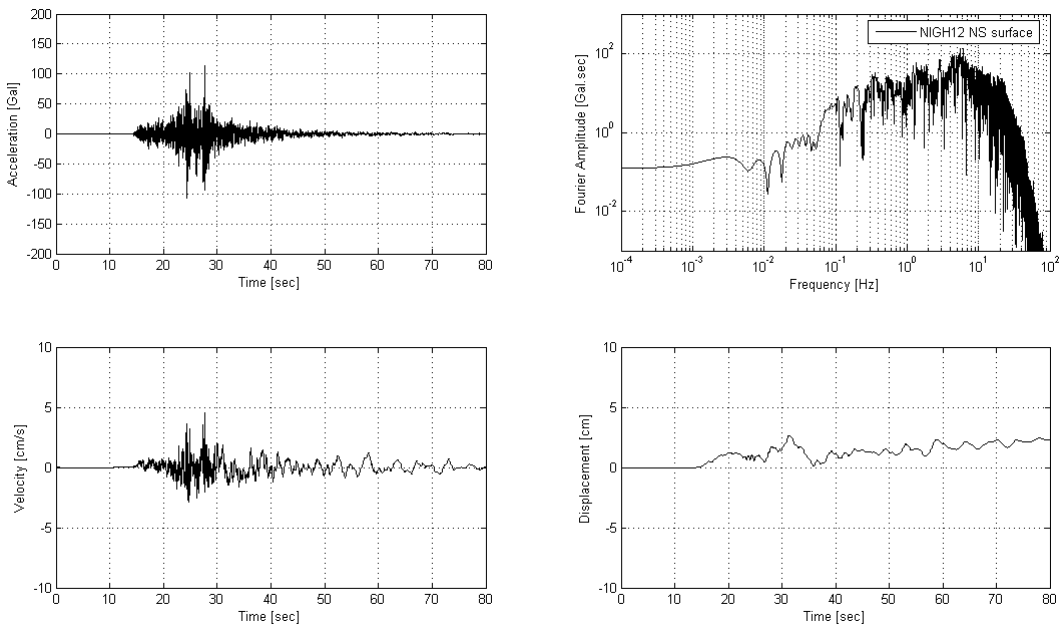 200
150
100
50
0
-50
-100
-150
-200
Acceleration [Gal]
0 10 20 30 40 50 60 70 80
Time [sec]
NIGH12 NS surface
10^2
10^0
10^-2
Fourier Amplitude [Gal.sec]
10^-4 10^-3 10^-2 10^-1 10^0 10^1 10^2
Frequency [Hz]
10
5
0
-5
-10
Velocity [cm/s]
0 10 20 30 40 50 60 70 80
Time [sec]
10
5
0
-5
-10
Displacement [cm]
0 10 20 30 40 50 60 70 80
Time [sec]